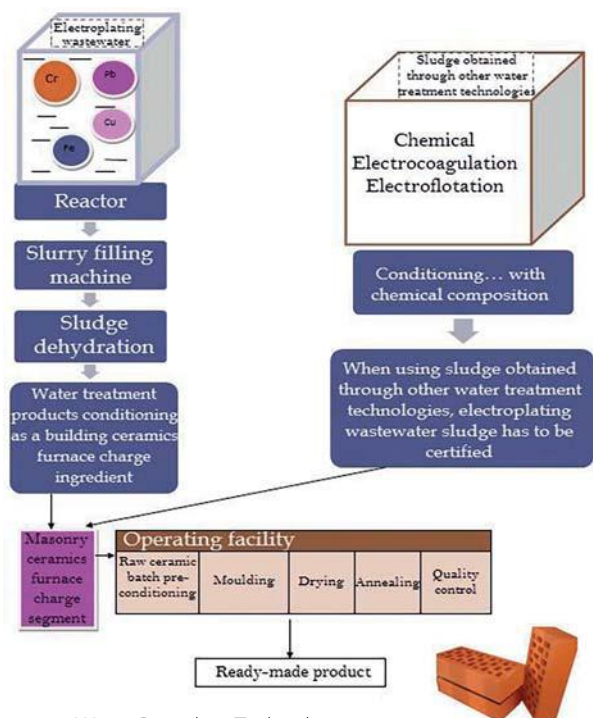 Electroplating
wastewater
Cr
Pb
Cu
Fe
Reactor
Slurry filling
machine
Sludge
dehydration
Water treatment
products conditioning
as a building ceramics
furnace charge
ingredient
Sludge obtained
through other water
treatment technologies
Chemical
Electrocoagulation
Electroflotation
Conditioning... with
chemical composition
When using sludge obtained
through other water treatment
technologies, electroplating
wastewater sludge has to be
certified
Masonry
ceramics
furnace
charge
segment
Operating facility
Raw ceramic
batch pre-
conditioning
Moulding
Drying
Annealing
Quality
control
Ready-made product